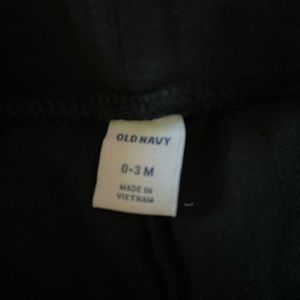 OLD NAVY
0-3 M
MADE IN
VIETNAM